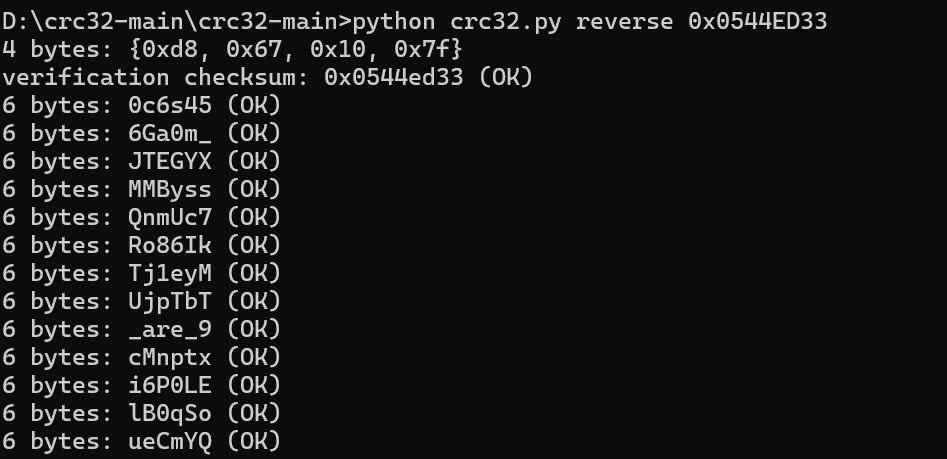 D:\crc32-main\crc32-main>python crc32.py reverse 0x0544ED33
4 bytes: {0xd8, 0x67, 0x10, 0x7f}
verification checksum: 0x0544ed33 (OK)
6 bytes: 0c6s45 (OK)
6 bytes: 6Ga0m_ (OK)
6 bytes: JTEGYX (OK)
6 bytes: MMByss (OK)
6 bytes: QnmUc7 (OK)
6 bytes: Ro86Ik (OK)
6 bytes: Tj1eyM (OK)
6 bytes: UjpTbT (OK)
6 bytes: _are_9 (OK)
6 bytes: cMnptx (OK)
6 bytes: i6P0LE (OK)
6 bytes: lB0qSo (OK)
6 bytes: ueCmYQ (OK)